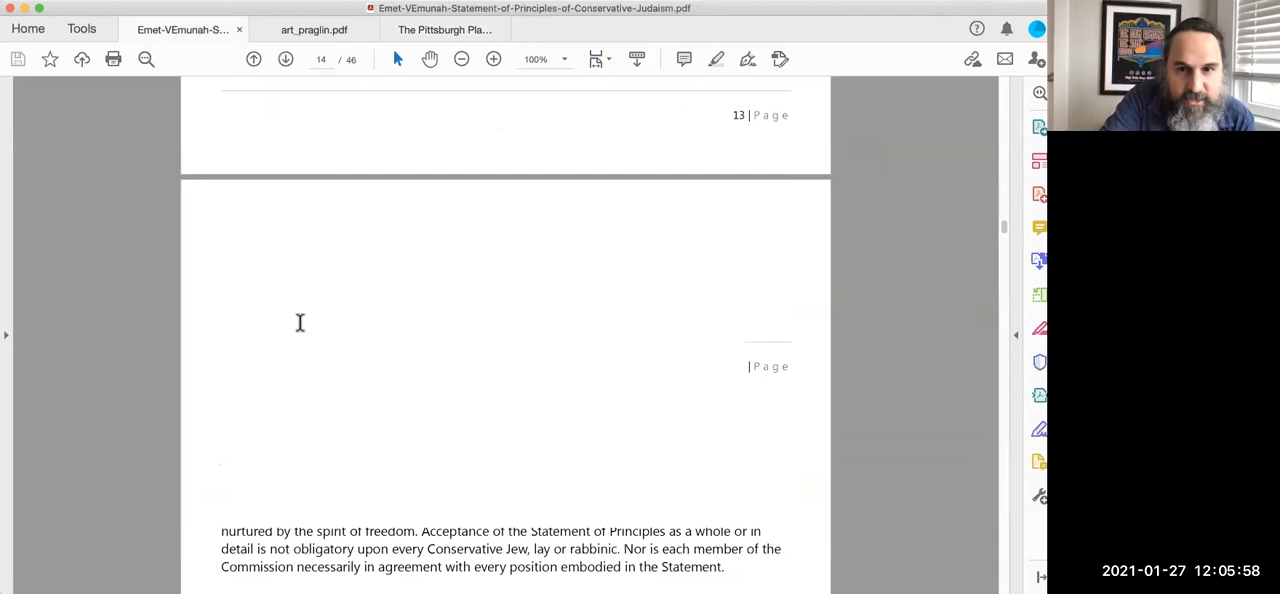 Emet-VEmunah-Statement-of-Principles-of-Conservative-Judaism.pdf
Home
Tools
Emet-VEmunah-S... ×
art_praglin.pdf
The Pittsburgh Pla...
14 / 46
100%
13 | Page
| Page
nurtured by the spirit of freedom. Acceptance of the Statement of Principles as a whole or in
detail is not obligatory upon every Conservative Jew, lay or rabbinic. Nor is each member of the
Commission necessarily in agreement with every position embodied in the Statement.
2021-01-27 12:05:58